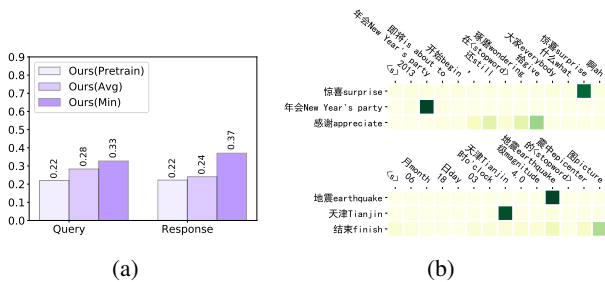 0.9
0.8
0.7
0.6
0.5
0.4
0.3
0.2
0.1
0.0
Ours(Pretrain)
Ours(Avg)
Ours(Min)
0.22
0.28
0.33
0.22
0.24
0.37
Query
Response
(a)
<s>
2013
年会New Year's party
即将is about to
开始begin
,
还still
在<stopword>
琢磨wondering
给give
大家everybody
什么what
惊喜surprise
啊ah
惊喜surprise
年会New Year's party
感谢appreciate
<s>
06
月month
18
日day
03
时o'clock
天津Tianjin
4.0
级magnitude
地震earthquake
的<stopword>
震中epicenter
图picture
地震earthquake
天津Tianjin
结束finish
(b)